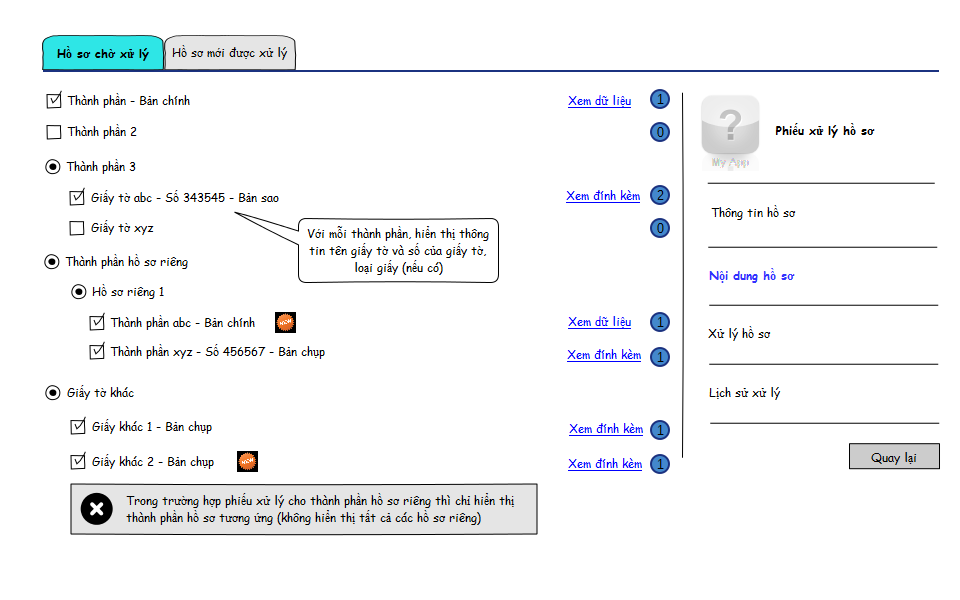 Hồ sơ chờ xử lý
Hồ sơ mới được xử lý
Thành phần - Bản chính
Xem dữ liệu
1
Thành phần 2
0
Thành phần 3
Giấy tờ abc - Số 343545 - Bản sao
Xem đính kèm
2
Giấy tờ xyz
0
Với mỗi thành phần, hiển thị thông
tin tên giấy tờ và số của giấy tờ,
loại giấy (nếu có)
Thành phần hồ sơ riêng
Hồ sơ riêng 1
Thành phần abc - Bản chính
NEW
Xem dữ liệu
1
Thành phần xyz - Số 456567 - Bản chụp
Xem đính kèm
1
Giấy tờ khác
Giấy khác 1 - Bản chụp
Xem đính kèm
1
Giấy khác 2 - Bản chụp
NEW
Xem đính kèm
1
Trong trường hợp phiếu xử lý cho thành phần hồ sơ riêng thì chỉ hiển thị
thành phần hồ sơ tương ứng (không hiển thị tất cả các hồ sơ riêng)
?
My App
Phiếu xử lý hồ sơ
Thông tin hồ sơ
Nội dung hồ sơ
Xử lý hồ sơ
Lịch sử xử lý
Quay lại